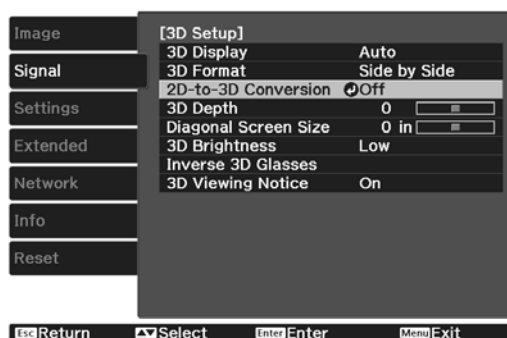 Image
Signal
Settings
Extended
Network
Info
Reset
[3D Setup]
3D Display Auto
3D Format Side by Side
2D-to-3D Conversion Off
3D Depth 0
Diagonal Screen Size 0 in
3D Brightness Low
Inverse 3D Glasses
3D Viewing Notice On
Esc Return Select Enter Enter Menu Exit